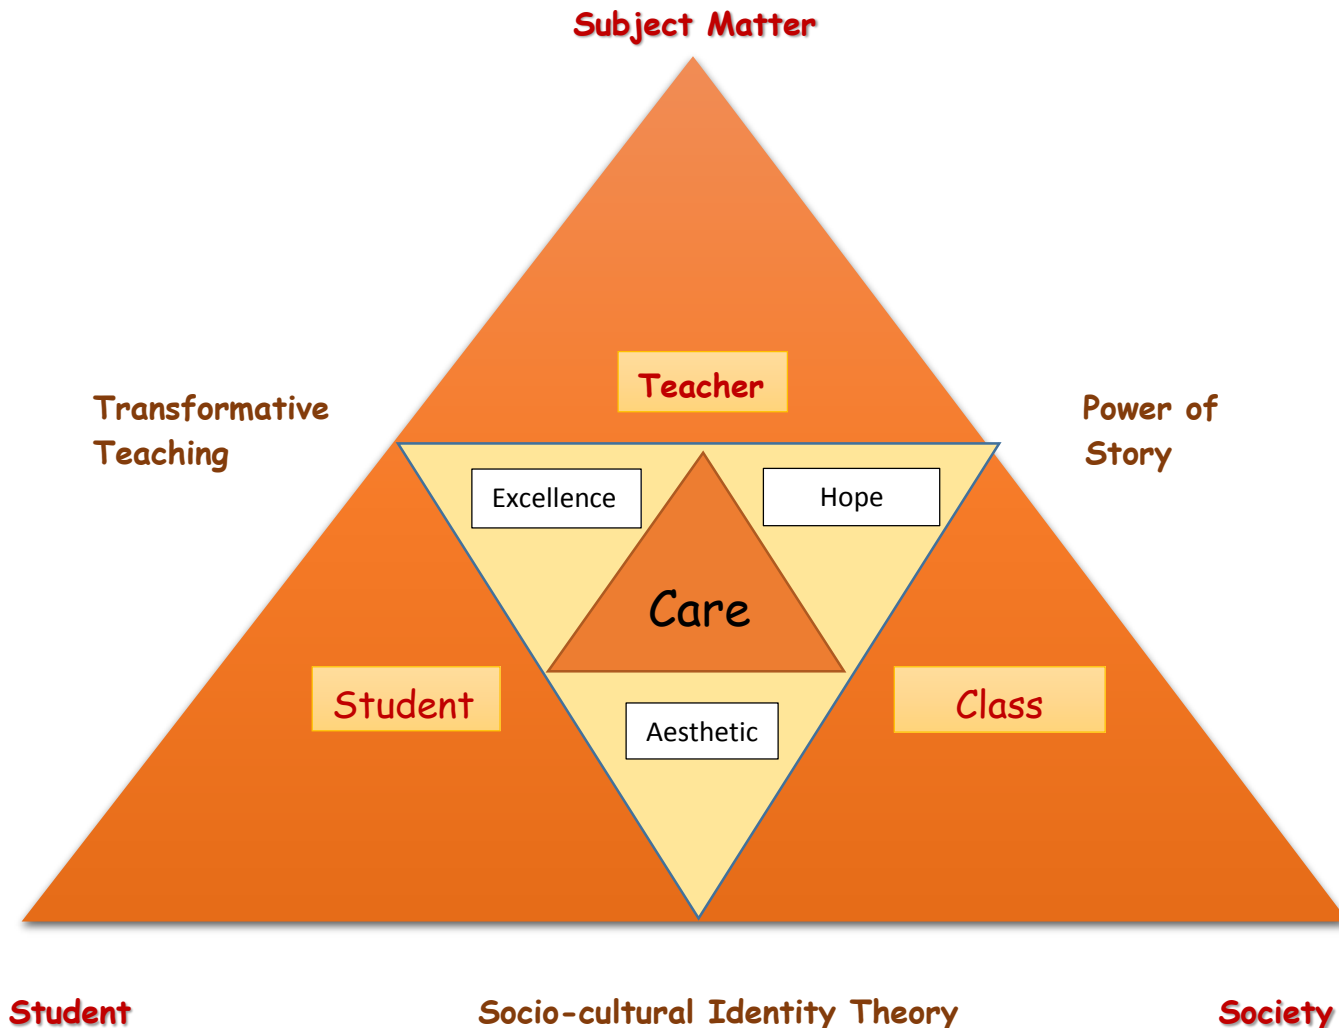 Subject Matter
Teacher
Transformative
Teaching
Power of
Story
Excellence
Hope
Care
Student
Class
Aesthetic
Student
Socio-cultural Identity Theory
Society